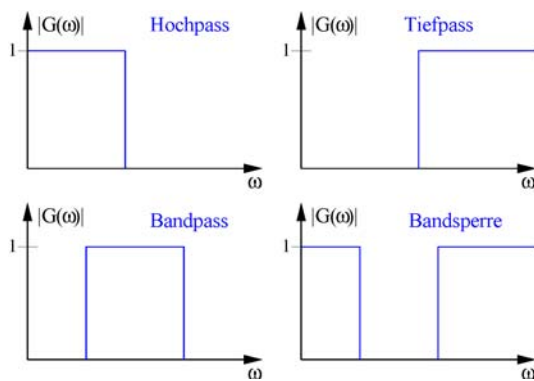 |G(ω)| Hochpass
1
ω
|G(ω)| Tiefpass
1
ω
|G(ω)| Bandpass
1
ω
|G(ω)| Bandsperre
1
ω